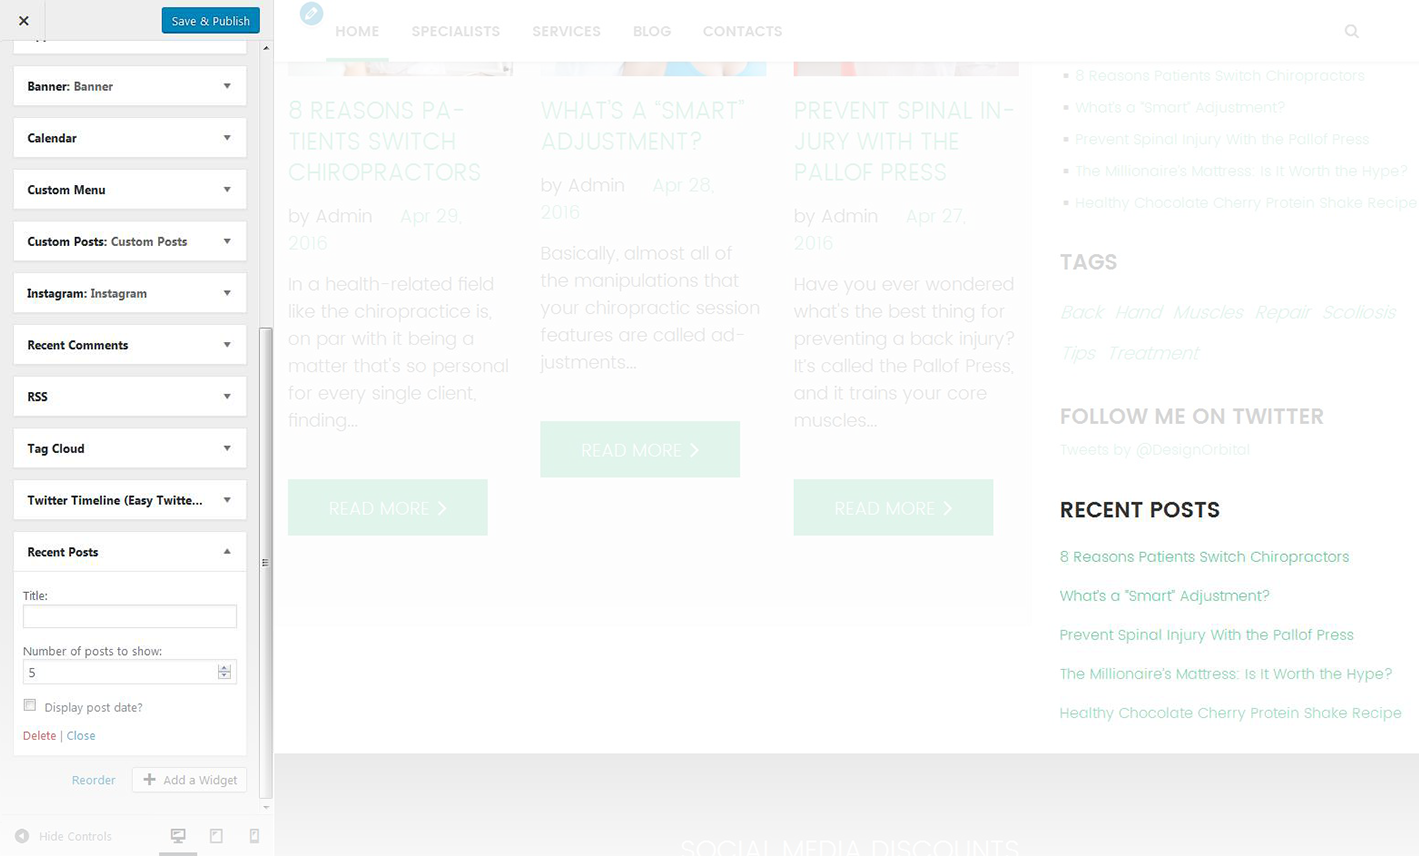 Save & Publish
Banner: Banner
Calendar
Custom Menu
Custom Posts: Custom Posts
Instagram: Instagram
Recent Comments
RSS
Tag Cloud
Twitter Timeline (Easy Twitte...
Recent Posts
Title:
Number of posts to show:
5
Display post date?
Delete | Close
Reorder
Add a Widget
Hide Controls
HOME SPECIALISTS SERVICES BLOG CONTACTS
8 REASONS PA-
TIENTS SWITCH
CHIROPRACTORS
by Admin Apr 29,
2016
In a health-related field
like the chiropractice is,
on par with it being a
matter that's so personal
for every single client,
finding...
READ MORE
WHAT'S A “SMART”
ADJUSTMENT?
by Admin Apr 28,
2016
Basically, almost all of
the manipulations that
your chiropractic session
features are called ad-
justments...
READ MORE
PREVENT SPINAL IN-
JURY WITH THE
PALLOF PRESS
by Admin Apr 27,
2016
Have you ever wondered
what's the best thing for
preventing a back injury?
It's called the Pallof Press,
and it trains your core
muscles...
READ MORE
8 Reasons Patients Switch Chiropractors
What's a “Smart” Adjustment?
Prevent Spinal Injury With the Pallof Press
The Millionaire's Mattress: Is It Worth the Hype?
Healthy Chocolate Cherry Protein Shake Recipe
TAGS
Back Hand Muscles Repair Scoliosis
Tips Treatment
FOLLOW ME ON TWITTER
Tweets by @DesignOrbital
RECENT POSTS
8 Reasons Patients Switch Chiropractors
What's a “Smart” Adjustment?
Prevent Spinal Injury With the Pallof Press
The Millionaire's Mattress: Is It Worth the Hype?
Healthy Chocolate Cherry Protein Shake Recipe
SOCIAL MEDIA DISCOUNTS